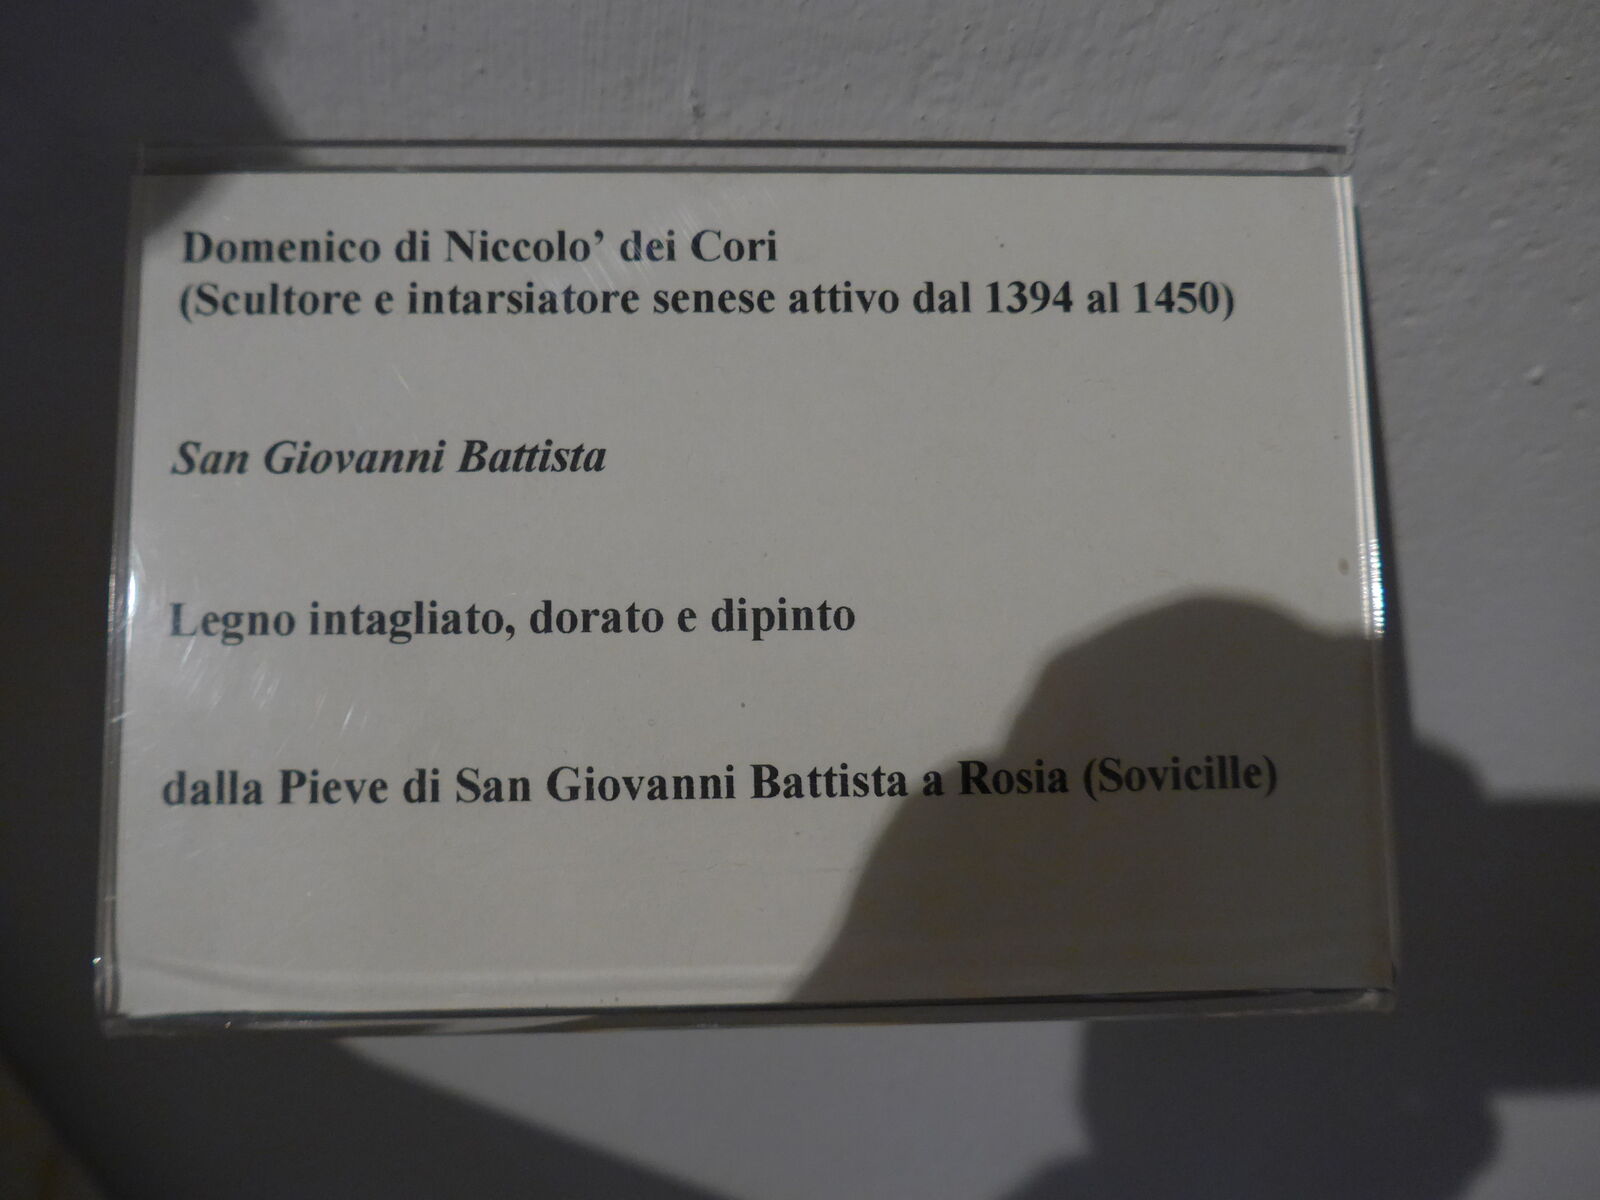 Domenico di Niccolo’ dei Cori
(Scultore e intarsiatore senese attivo dal 1394 al 1450)
San Giovanni Battista
Legno intagliato, dorato e dipinto
dalla Pieve di San Giovanni Battista a Rosia (Sovicille)